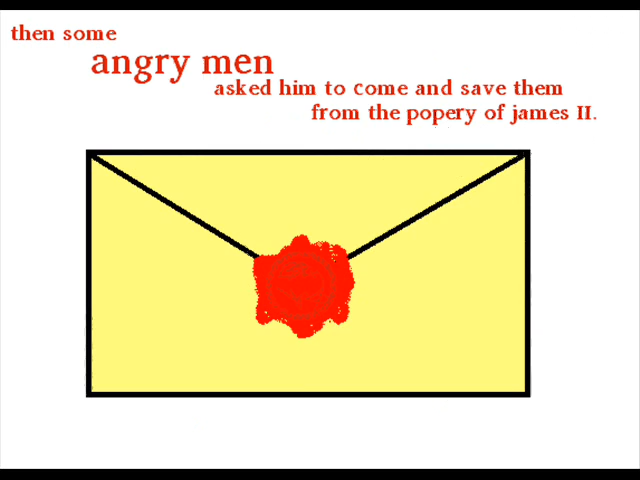 then some
angry men
asked him to come and save them
from the popery of james II.